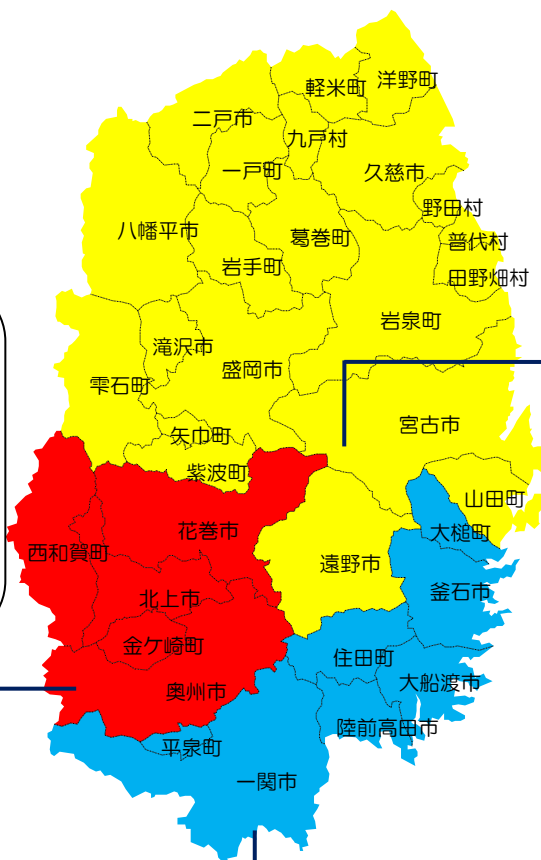 洋野町
軽米町
二戸市
九戸村
一戸町
久慈市
野田村
八幡平市
葛巻町
普代村
岩手町
田野畑村
岩泉町
滝沢市
盛岡市
雫石町
宮古市
矢巾町
紫波町
山田町
花巻市
大槌町
西和賀町
遠野市
釜石市
北上市
金ケ崎町
住田町
大船渡市
奥州市
陸前高田市
平泉町
一関市